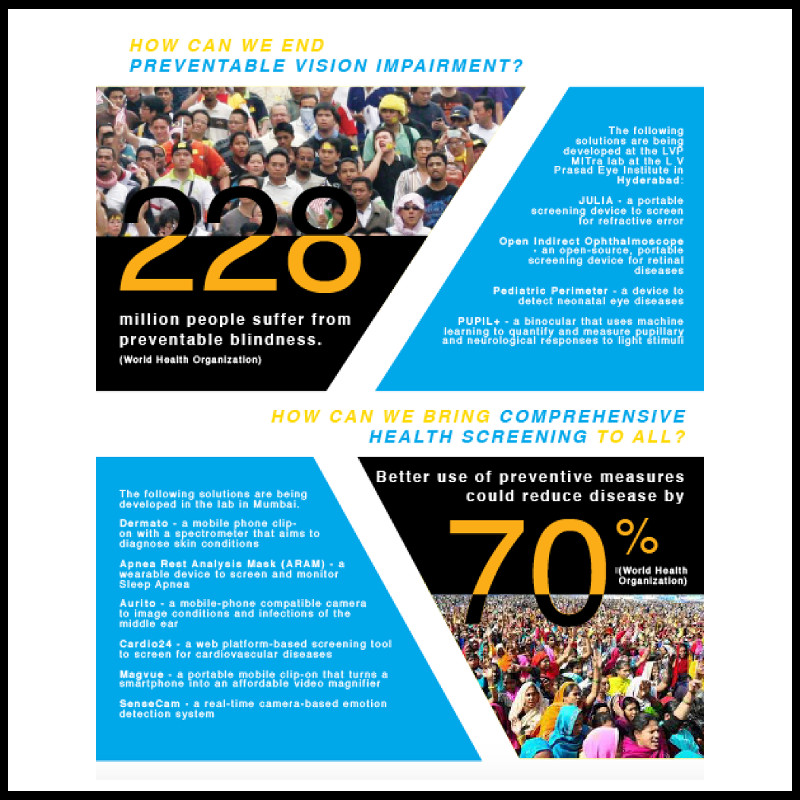 HOW CAN WE END
PREVENTABLE VISION IMPAIRMENT?
228
million people suffer from
preventable blindness.
(World Health Organization)
The following
solutions are being
developed at the LVP
MITra lab at the L V
Prasad Eye Institute in
Hyderabad:
JULIA - a portable
screening device to screen
for refractive error
Open Indirect Ophthalmoscope
- an open-source, portable
screening device for retinal
diseases
Pediatric Perimeter - a device to
detect neonatal eye diseases
PUPIL+ - a binocular that uses machine
learning to quantify and measure pupillary
and neurological responses to light stimuli
HOW CAN WE BRING COMPREHENSIVE
HEALTH SCREENING TO ALL?
The following solutions are being
developed in the lab in Mumbai.
Dermato - a mobile phone clip-
on with a spectrometer that aims to
diagnose skin conditions
Apnea Rest Analysis Mask (ARAM) - a
wearable device to screen and monitor
Sleep Apnea
Aurito - a mobile-phone compatible camera
to image conditions and infections of the
middle ear
Cardio24 - a web platform-based screening tool
to screen for cardiovascular diseases
Magvue - a portable mobile clip-on that turns a
smartphone into an affordable video magnifier
SenseCam - a real-time camera-based emotion
detection system
Better use of preventive measures
could reduce disease by
70%
(World Health
Organization)